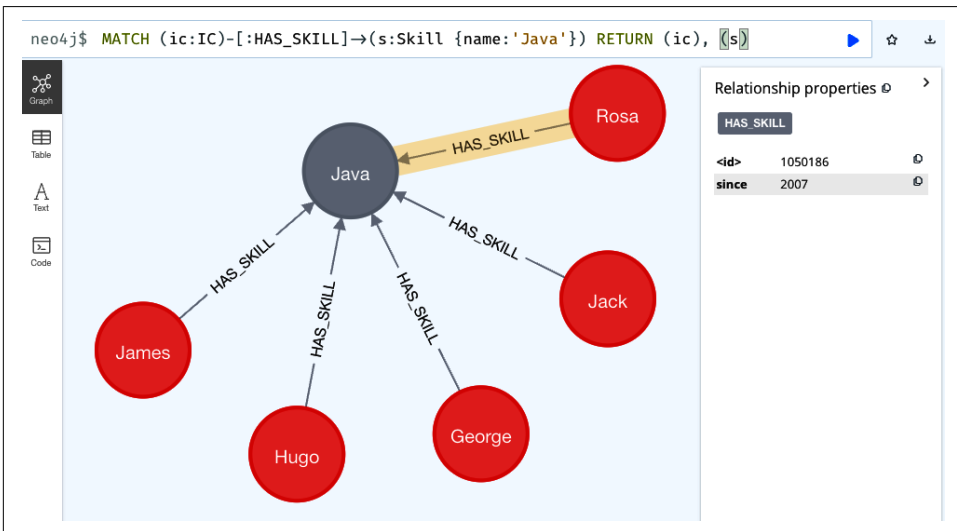 neo4j$ MATCH (ic:IC)-[:HAS_SKILL]→(s:Skill {name:'Java'}) RETURN (ic), (s)
Graph
Table
Text
Code
Java
Rosa
HAS_SKILL
HAS_SKILL
Jack
HAS_SKILL
James
HAS_SKILL
Hugo
HAS_SKILL
George
Relationship properties
HAS_SKILL
<id> 1050186
since 2007